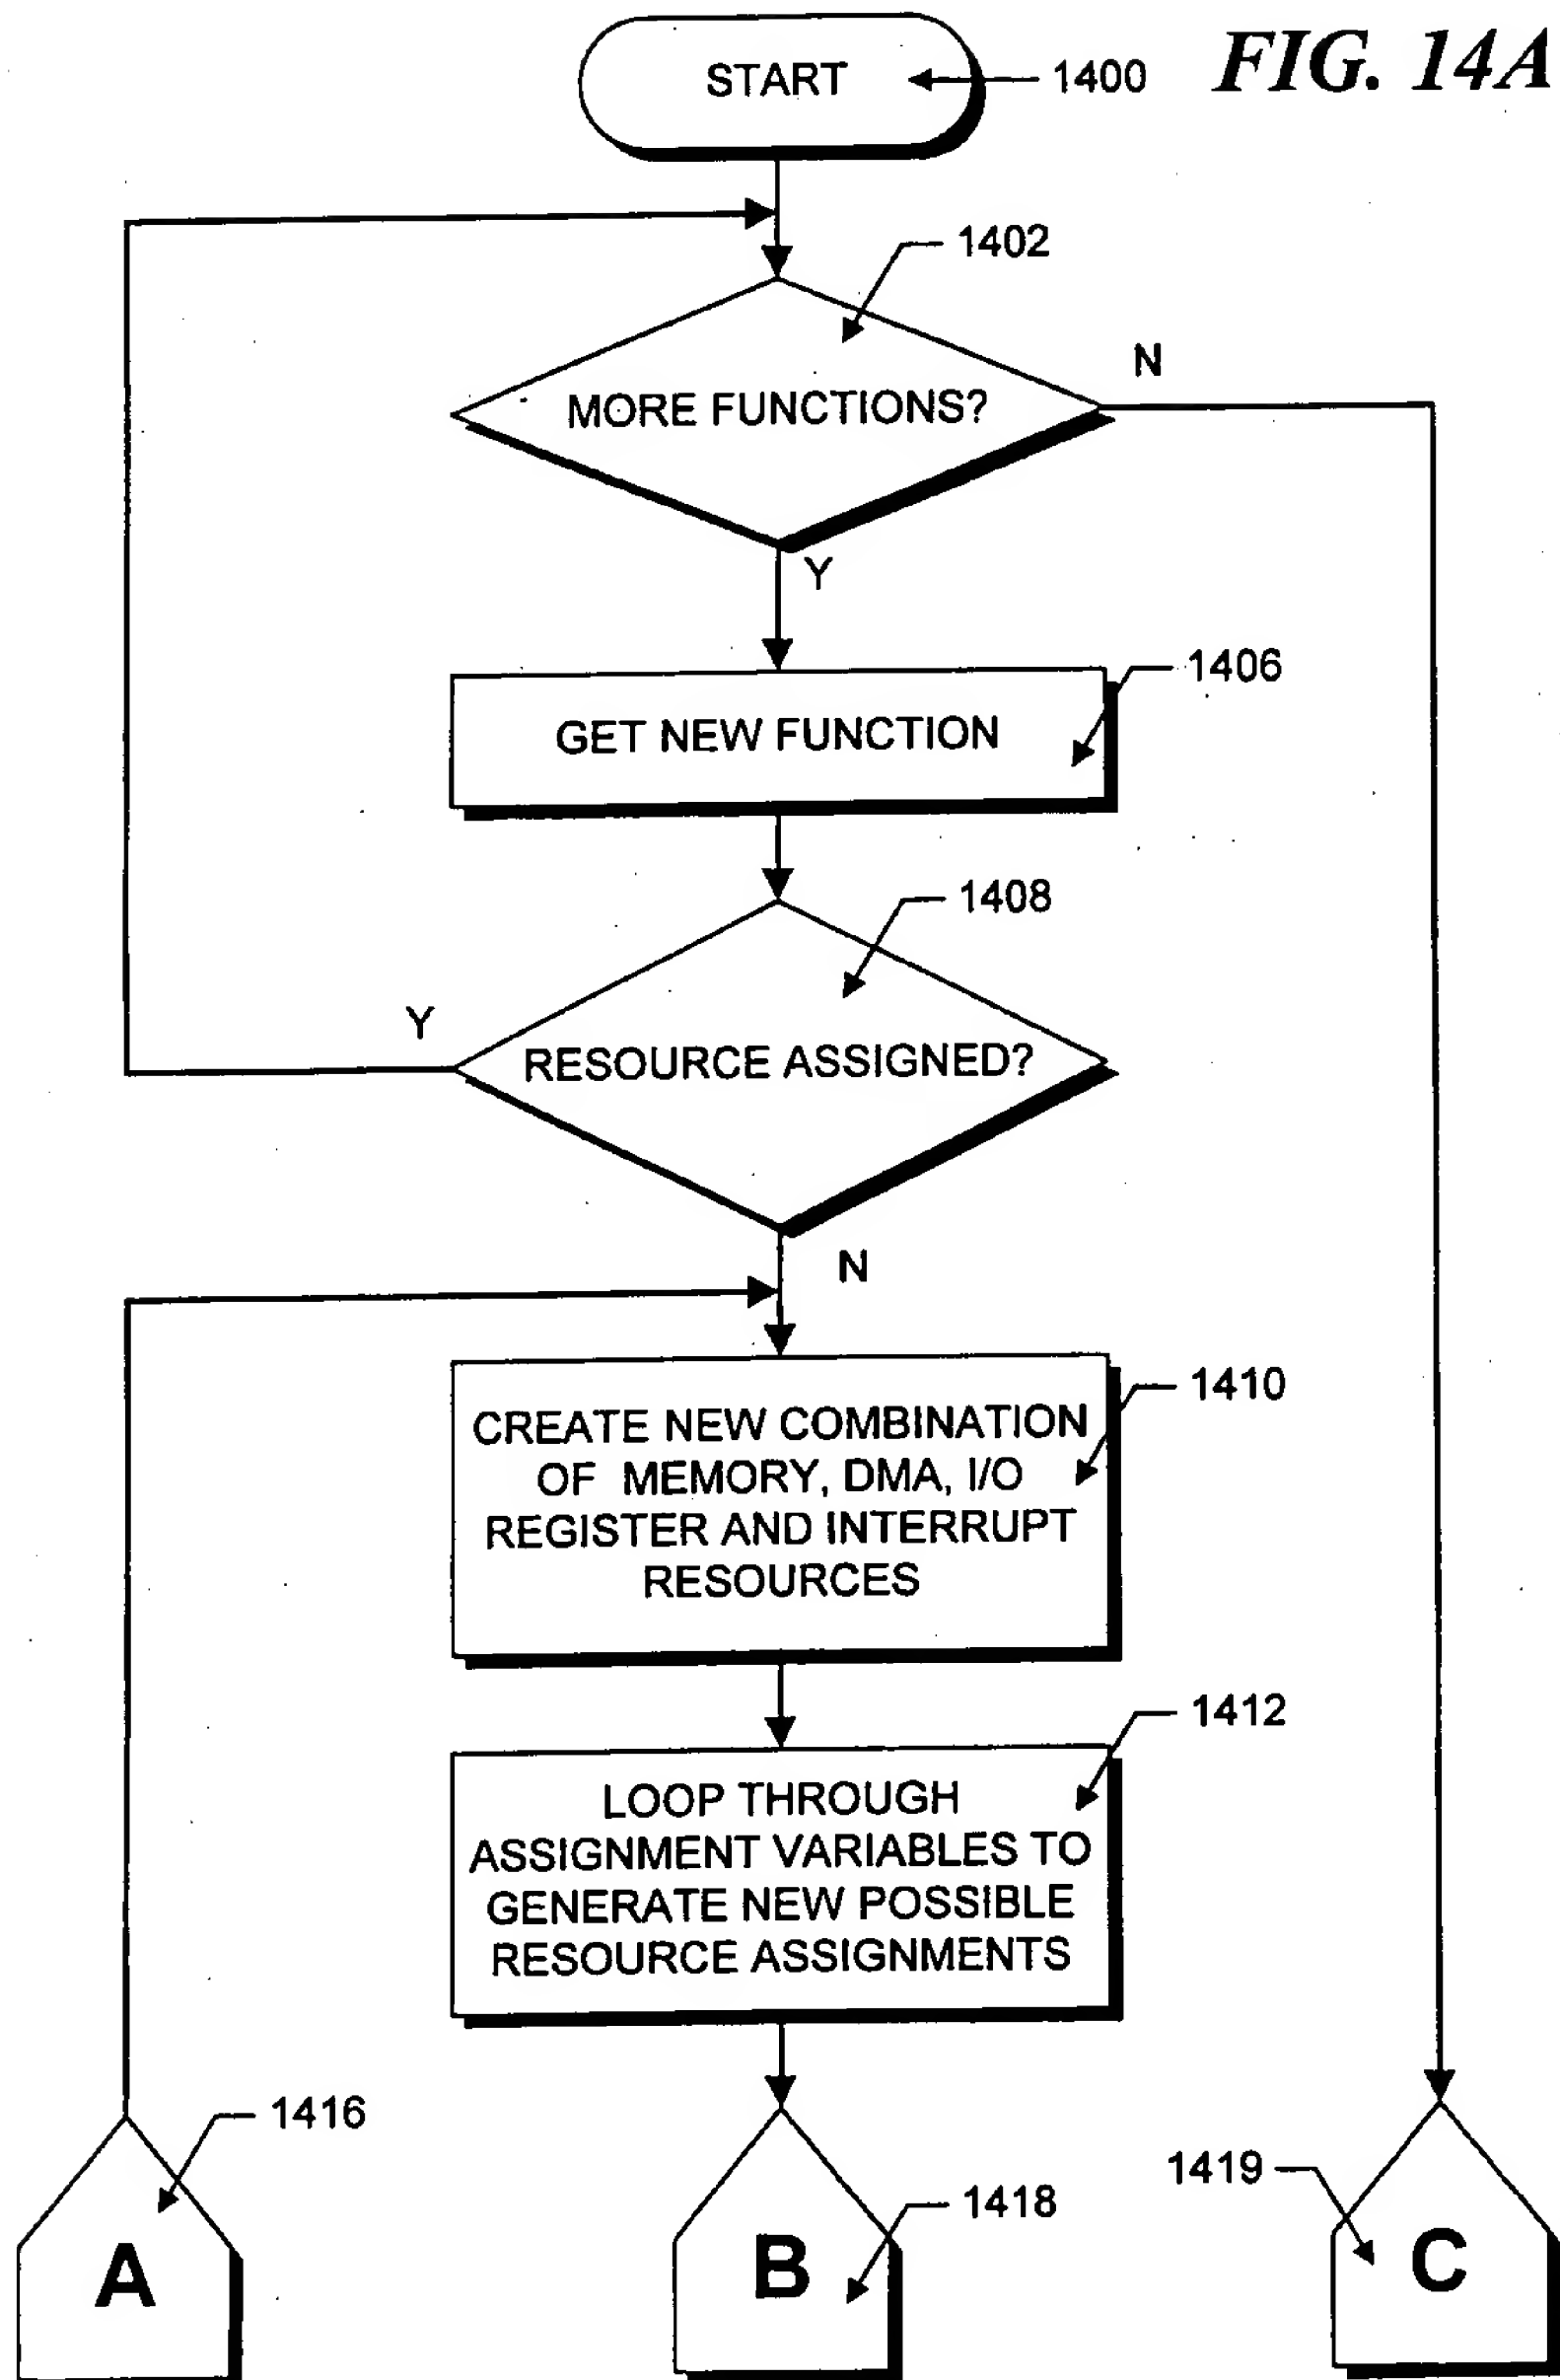 START
1400
FIG. 14A
1402
N
MORE FUNCTIONS?
Y
1406
GET NEW FUNCTION
1408
Y
RESOURCE ASSIGNED?
N
1410
CREATE NEW COMBINATION
OF MEMORY, DMA, I/O
REGISTER AND INTERRUPT
RESOURCES
1412
LOOP THROUGH
ASSIGNMENT VARIABLES TO
GENERATE NEW POSSIBLE
RESOURCE ASSIGNMENTS
1416
1418
1419
A
B
C